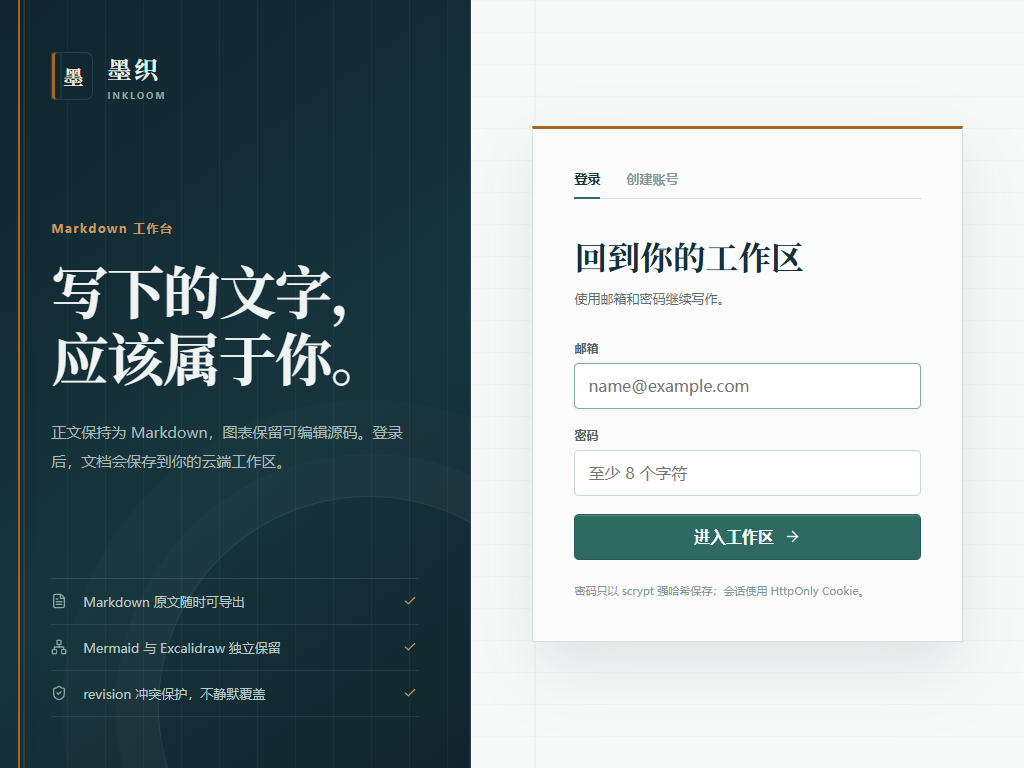 墨
墨织
INKLOOM
Markdown 工作台
写下的文字，
应该属于你。
正文保持为 Markdown，图表保留可编辑源码。登录
后，文档会保存到你的云端工作区。
Markdown 原文随时可导出
Mermaid 与 Excalidraw 独立保留
revision 冲突保护，不静默覆盖
登录
创建账号
回到你的工作区
使用邮箱和密码继续写作。
邮箱
name@example.com
密码
至少 8 个字符
进入工作区 →
密码只以 scrypt 强哈希保存；会话使用 HttpOnly Cookie。